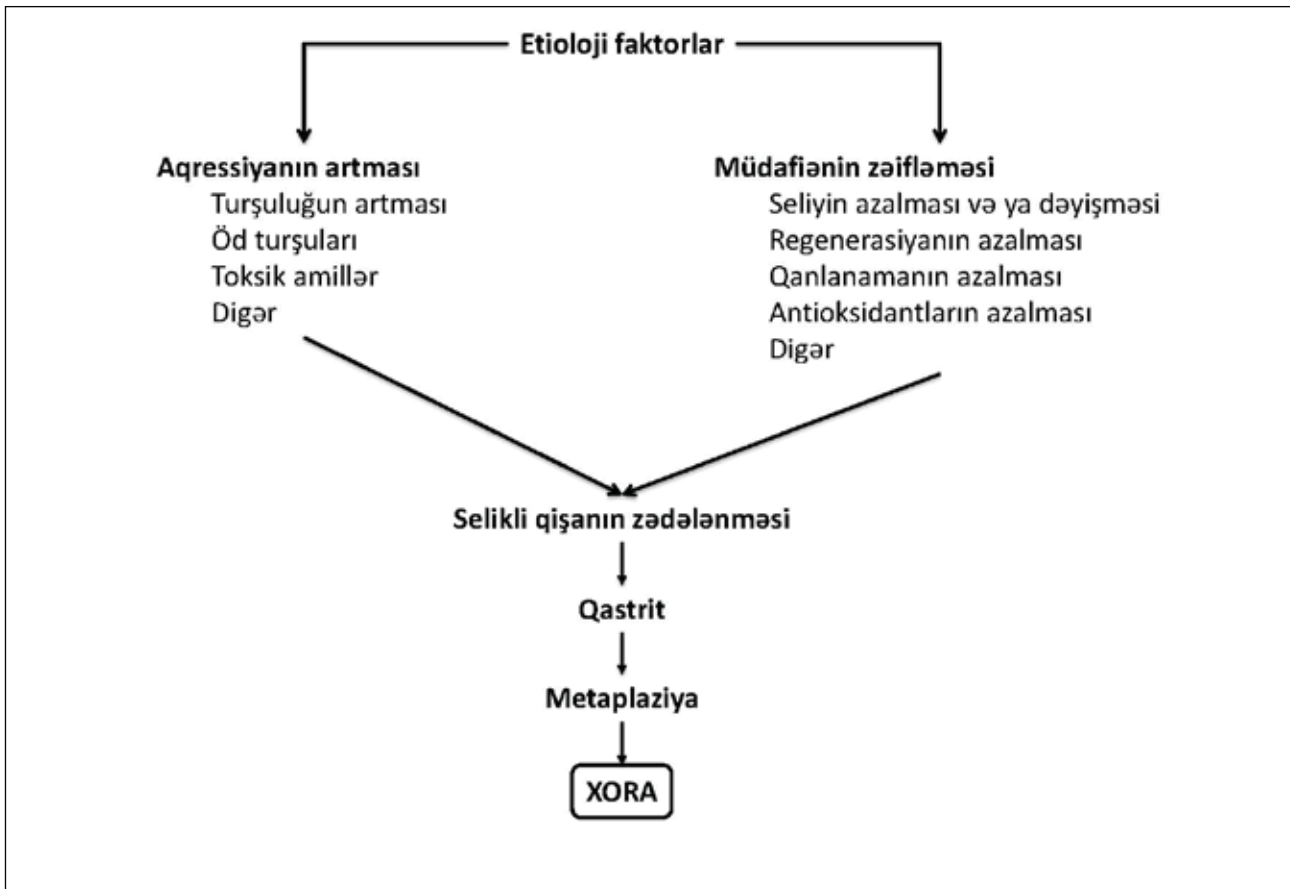 Etioloji faktorlar
Aqressiyanın artması
Turşuluğun artması
Öd turşuları
Toksik amillər
Digər
Müdafiənin zəifləməsi
Seliyin azalması və ya dəyişməsi
Regenerasiyanın azalması
Qanlanamanın azalması
Antioksidantların azalması
Digər
Selikli qişanın zədələnməsi
Qastrit
Metaplaziya
XORA